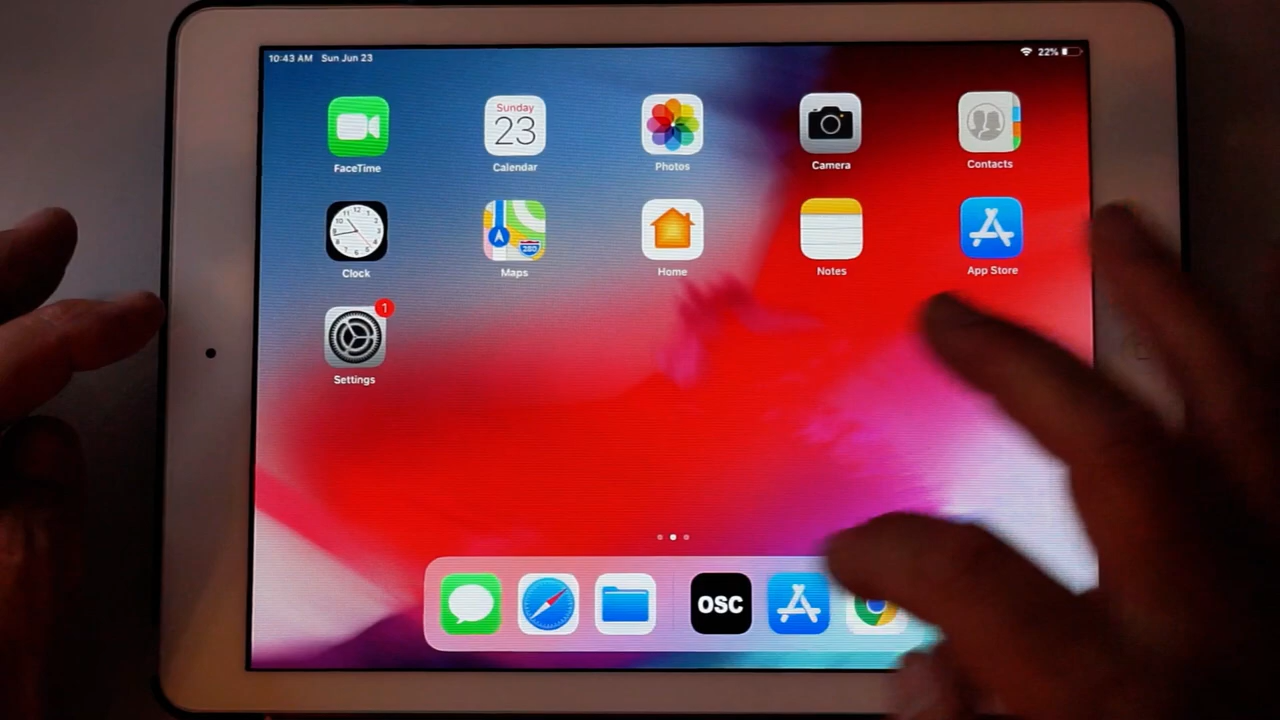 10:43 AM Sun Jun 23
22%
Sunday
23
FaceTime
Calendar
Photos
Camera
Contacts
280
Clock
Maps
Home
Notes
App Store
1
Settings
OSC